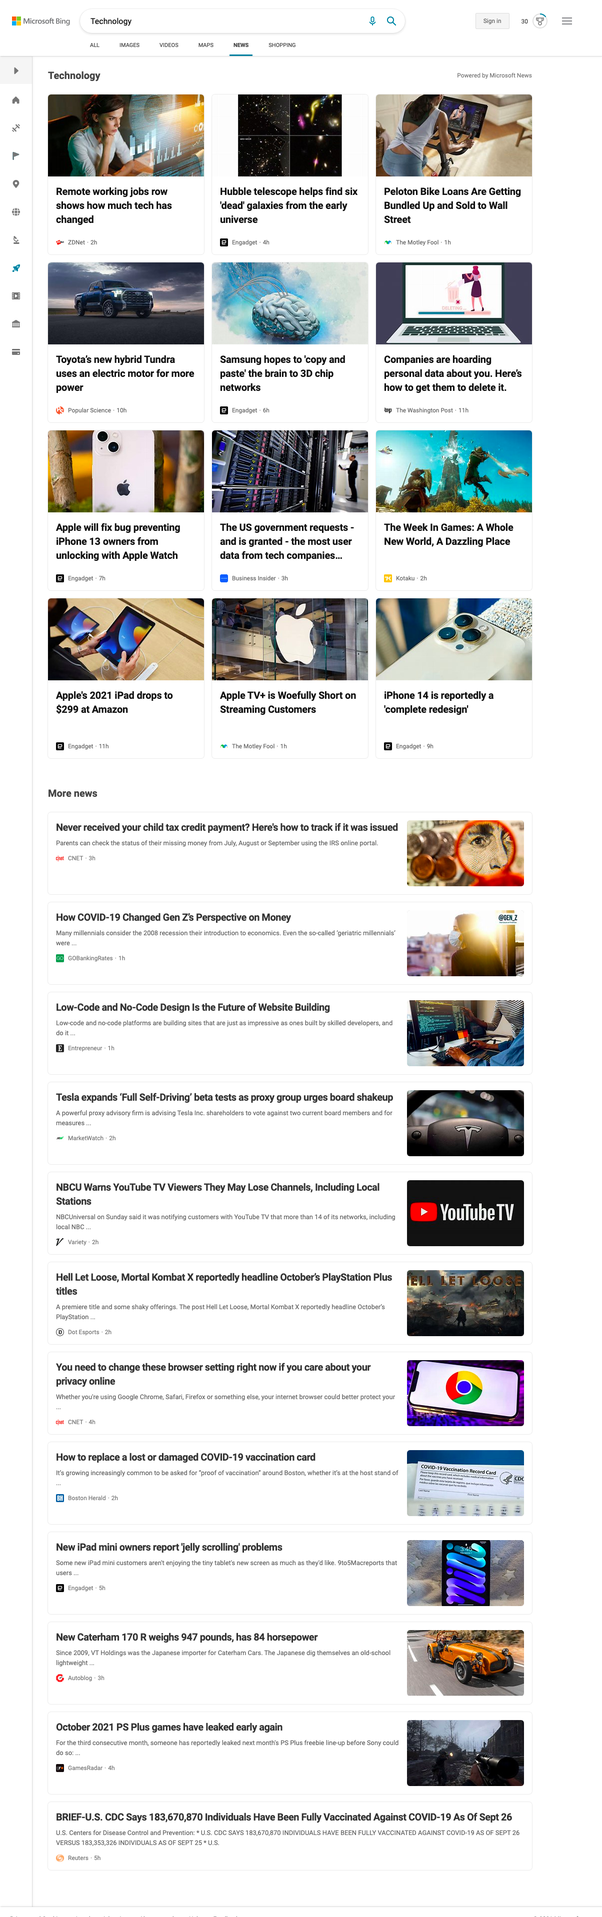 Microsoft Bing
Technology
Sign in
30
ALL
IMAGES
VIDEOS
MAPS
NEWS
SHOPPING
Technology
Powered by Microsoft News
Remote working jobs row
shows how much tech has
changed
ZDNet · 2h
Hubble telescope helps find six
'dead' galaxies from the early
universe
Engadget · 4h
Peloton Bike Loans Are Getting
Bundled Up and Sold to Wall
Street
The Motley Fool · 1h
Toyota's new hybrid Tundra
uses an electric motor for more
power
Popular Science · 10h
Samsung hopes to 'copy and
paste' the brain to 3D chip
networks
Engadget · 6h
Companies are hoarding
personal data about you. Here's
how to get them to delete it.
The Washington Post · 11h
Apple will fix bug preventing
iPhone 13 owners from
unlocking with Apple Watch
Engadget · 7h
The US government requests -
and is granted - the most user
data from tech companies...
Business Insider · 3h
The Week In Games: A Whole
New World, A Dazzling Place
Kotaku · 2h
Apple's 2021 iPad drops to
$299 at Amazon
Engadget · 11h
Apple TV+ is Woefully Short on
Streaming Customers
The Motley Fool · 1h
iPhone 14 is reportedly a
'complete redesign'
Engadget · 9h
More news
Never received your child tax credit payment? Here's how to track if it was issued
Parents can check the status of their missing money from July, August or September using the IRS online portal.
CNET · 3h
How COVID-19 Changed Gen Z's Perspective on Money
Many millennials consider the 2008 recession their introduction to economics. Even the so-called 'geriatric millennials'
were ...
GOBankingRates · 1h
@GEN_Z
Low-Code and No-Code Design Is the Future of Website Building
Low-code and no-code platforms are building sites that are just as impressive as ones built by skilled developers, and
do it ...
Entrepreneur · 1h
Tesla expands 'Full Self-Driving' beta tests as proxy group urges board shakeup
A powerful proxy advisory firm is advising Tesla Inc. shareholders to vote against two current board members and for
measures ...
MarketWatch · 2h
NBCU Warns YouTube TV Viewers They May Lose Channels, Including Local
Stations
NBCUniversal on Sunday said it was notifying customers with YouTube TV that more than 14 of its networks, including
local NBC ...
Variety · 2h
YouTube TV
Hell Let Loose, Mortal Kombat X reportedly headline October's PlayStation Plus
titles
A premiere title and some shaky offerings. The post Hell Let Loose, Mortal Kombat X reportedly headline October's
PlayStation ...
Dot Esports · 2h
ELL LET LOOSE
You need to change these browser setting right now if you care about your
privacy online
Whether you're using Google Chrome, Safari, Firefox or something else, your internet browser could better protect your
...
CNET · 4h
How to replace a lost or damaged COVID-19 vaccination card
It's growing increasingly common to be asked for "proof of vaccination" around Boston, whether it's at the host stand of
...
Boston Herald · 2h
COVID-19 Vaccination Record Card
CDC
New iPad mini owners report 'jelly scrolling' problems
Some new iPad mini customers aren't enjoying the tiny tablet's new screen as much as they'd like. 9to5Macreports that
users ...
Engadget · 5h
New Caterham 170 R weighs 947 pounds, has 84 horsepower
Since 2009, VT Holdings was the Japanese importer for Caterham Cars. The Japanese dig themselves an old-school
lightweight ...
Autoblog · 3h
October 2021 PS Plus games have leaked early again
For the third consecutive month, someone has reportedly leaked next month's PS Plus freebie line-up before Sony could
do so: ...
GamesRadar · 4h
BRIEF-U.S. CDC Says 183,670,870 Individuals Have Been Fully Vaccinated Against COVID-19 As Of Sept 26
U.S. Centers for Disease Control and Prevention: * U.S. CDC SAYS 183,670,870 INDIVIDUALS HAVE BEEN FULLY VACCINATED AGAINST COVID-19 AS OF SEPT 26
VERSUS 183,353,326 INDIVIDUALS AS OF SEPT 25 * U.S.
Reuters · 5h